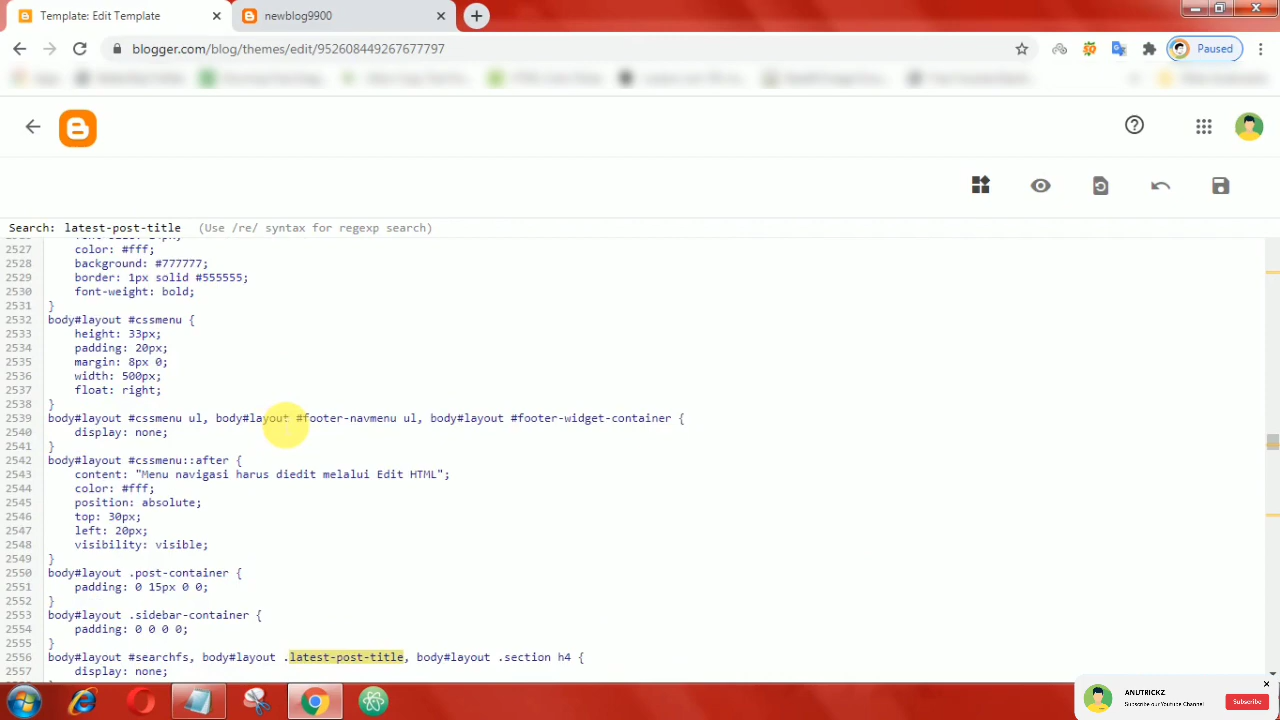 Template: Edit Template
newblog9900
blogger.com/blog/themes/edit/952608449267677797
Paused
Search: latest-post-title (Use /re/ syntax for regexp search)
2527 color: #fff;
2528 background: #777777;
2529 border: 1px solid #555555;
2530 font-weight: bold;
2531 }
2532 body#layout #cssmenu {
2533 height: 33px;
2534 padding: 20px;
2535 margin: 8px 0;
2536 width: 500px;
2537 float: right;
2538 }
2539 body#layout #cssmenu ul, body#layout #footer-navmenu ul, body#layout #footer-widget-container {
2540 display: none;
2541 }
2542 body#layout #cssmenu::after {
2543 content: "Menu navigasi harus diedit melalui Edit HTML";
2544 color: #fff;
2545 position: absolute;
2546 top: 30px;
2547 left: 20px;
2548 visibility: visible;
2549 }
2550 body#layout .post-container {
2551 padding: 0 15px 0 0;
2552 }
2553 body#layout .sidebar-container {
2554 padding: 0 0 0 0;
2555 }
2556 body#layout #searchfs, body#layout .latest-post-title, body#layout .section h4 {
2557 display: none;
ANUTRICKZ
Subscribe our Youtube Channel
Subscribe